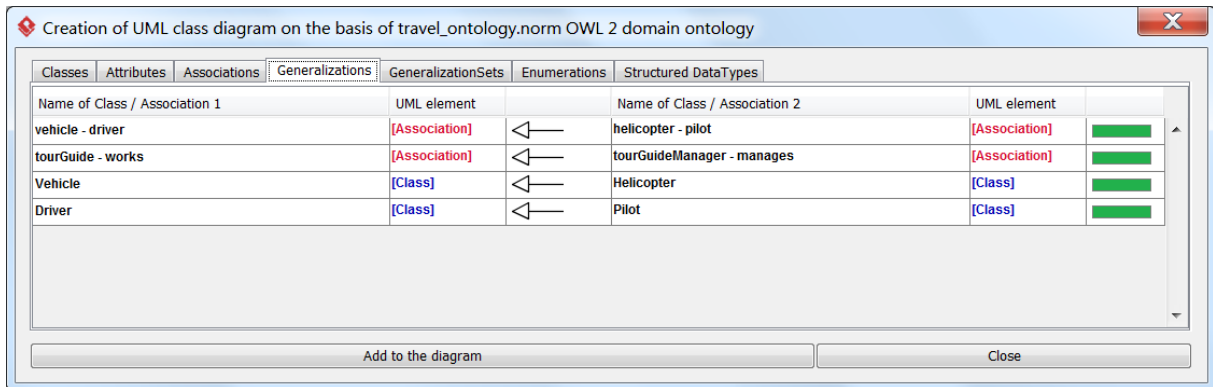 Creation of UML class diagram on the basis of travel_ontology.norm OWL 2 domain ontology
Classes Attributes Associations Generalizations GeneralizationSets Enumerations Structured DataTypes
Name of Class / Association 1 UML element Name of Class / Association 2 UML element
vehicle - driver [Association] helicopter - pilot [Association]
tourGuide - works [Association] tourGuideManager - manages [Association]
Vehicle [Class] Helicopter [Class]
Driver [Class] Pilot [Class]
Add to the diagram Close